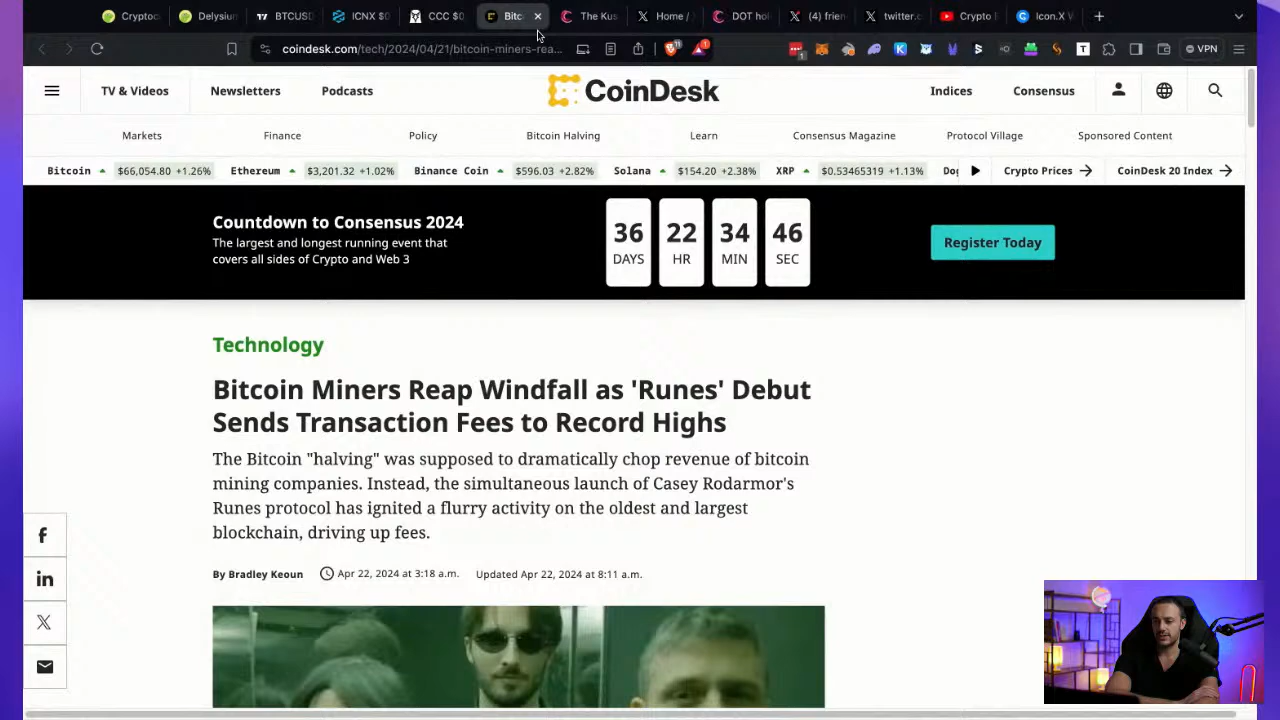 Cryptoc
Delysiun
BTCUSD
ICNX $0
CCC $0
Bitc
The Kus
Home /
DOT hol
(4) frien
twitter.c
Crypto I
Icon.X W
coindesk.com/tech/2024/04/21/bitcoin-miners-rea...
VPN
TV & Videos
Newsletters
Podcasts
CoinDesk
Indices
Consensus
Markets
Finance
Policy
Bitcoin Halving
Learn
Consensus Magazine
Protocol Village
Sponsored Content
Bitcoin $66,054.80 +1.26%
Ethereum $3,201.32 +1.02%
Binance Coin $596.03 +2.82%
Solana $154.20 +2.38%
XRP $0.53465319 +1.13%
Crypto Prices
CoinDesk 20 Index
Countdown to Consensus 2024
The largest and longest running event that
covers all sides of Crypto and Web 3
36 22 34 46
DAYS HR MIN SEC
Register Today
Technology
Bitcoin Miners Reap Windfall as 'Runes' Debut
Sends Transaction Fees to Record Highs
The Bitcoin "halving" was supposed to dramatically chop revenue of bitcoin
mining companies. Instead, the simultaneous launch of Casey Rodarmor's
Runes protocol has ignited a flurry activity on the oldest and largest
blockchain, driving up fees.
By Bradley Keoun
Apr 22, 2024 at 3:18 a.m.
Updated Apr 22, 2024 at 8:11 a.m.